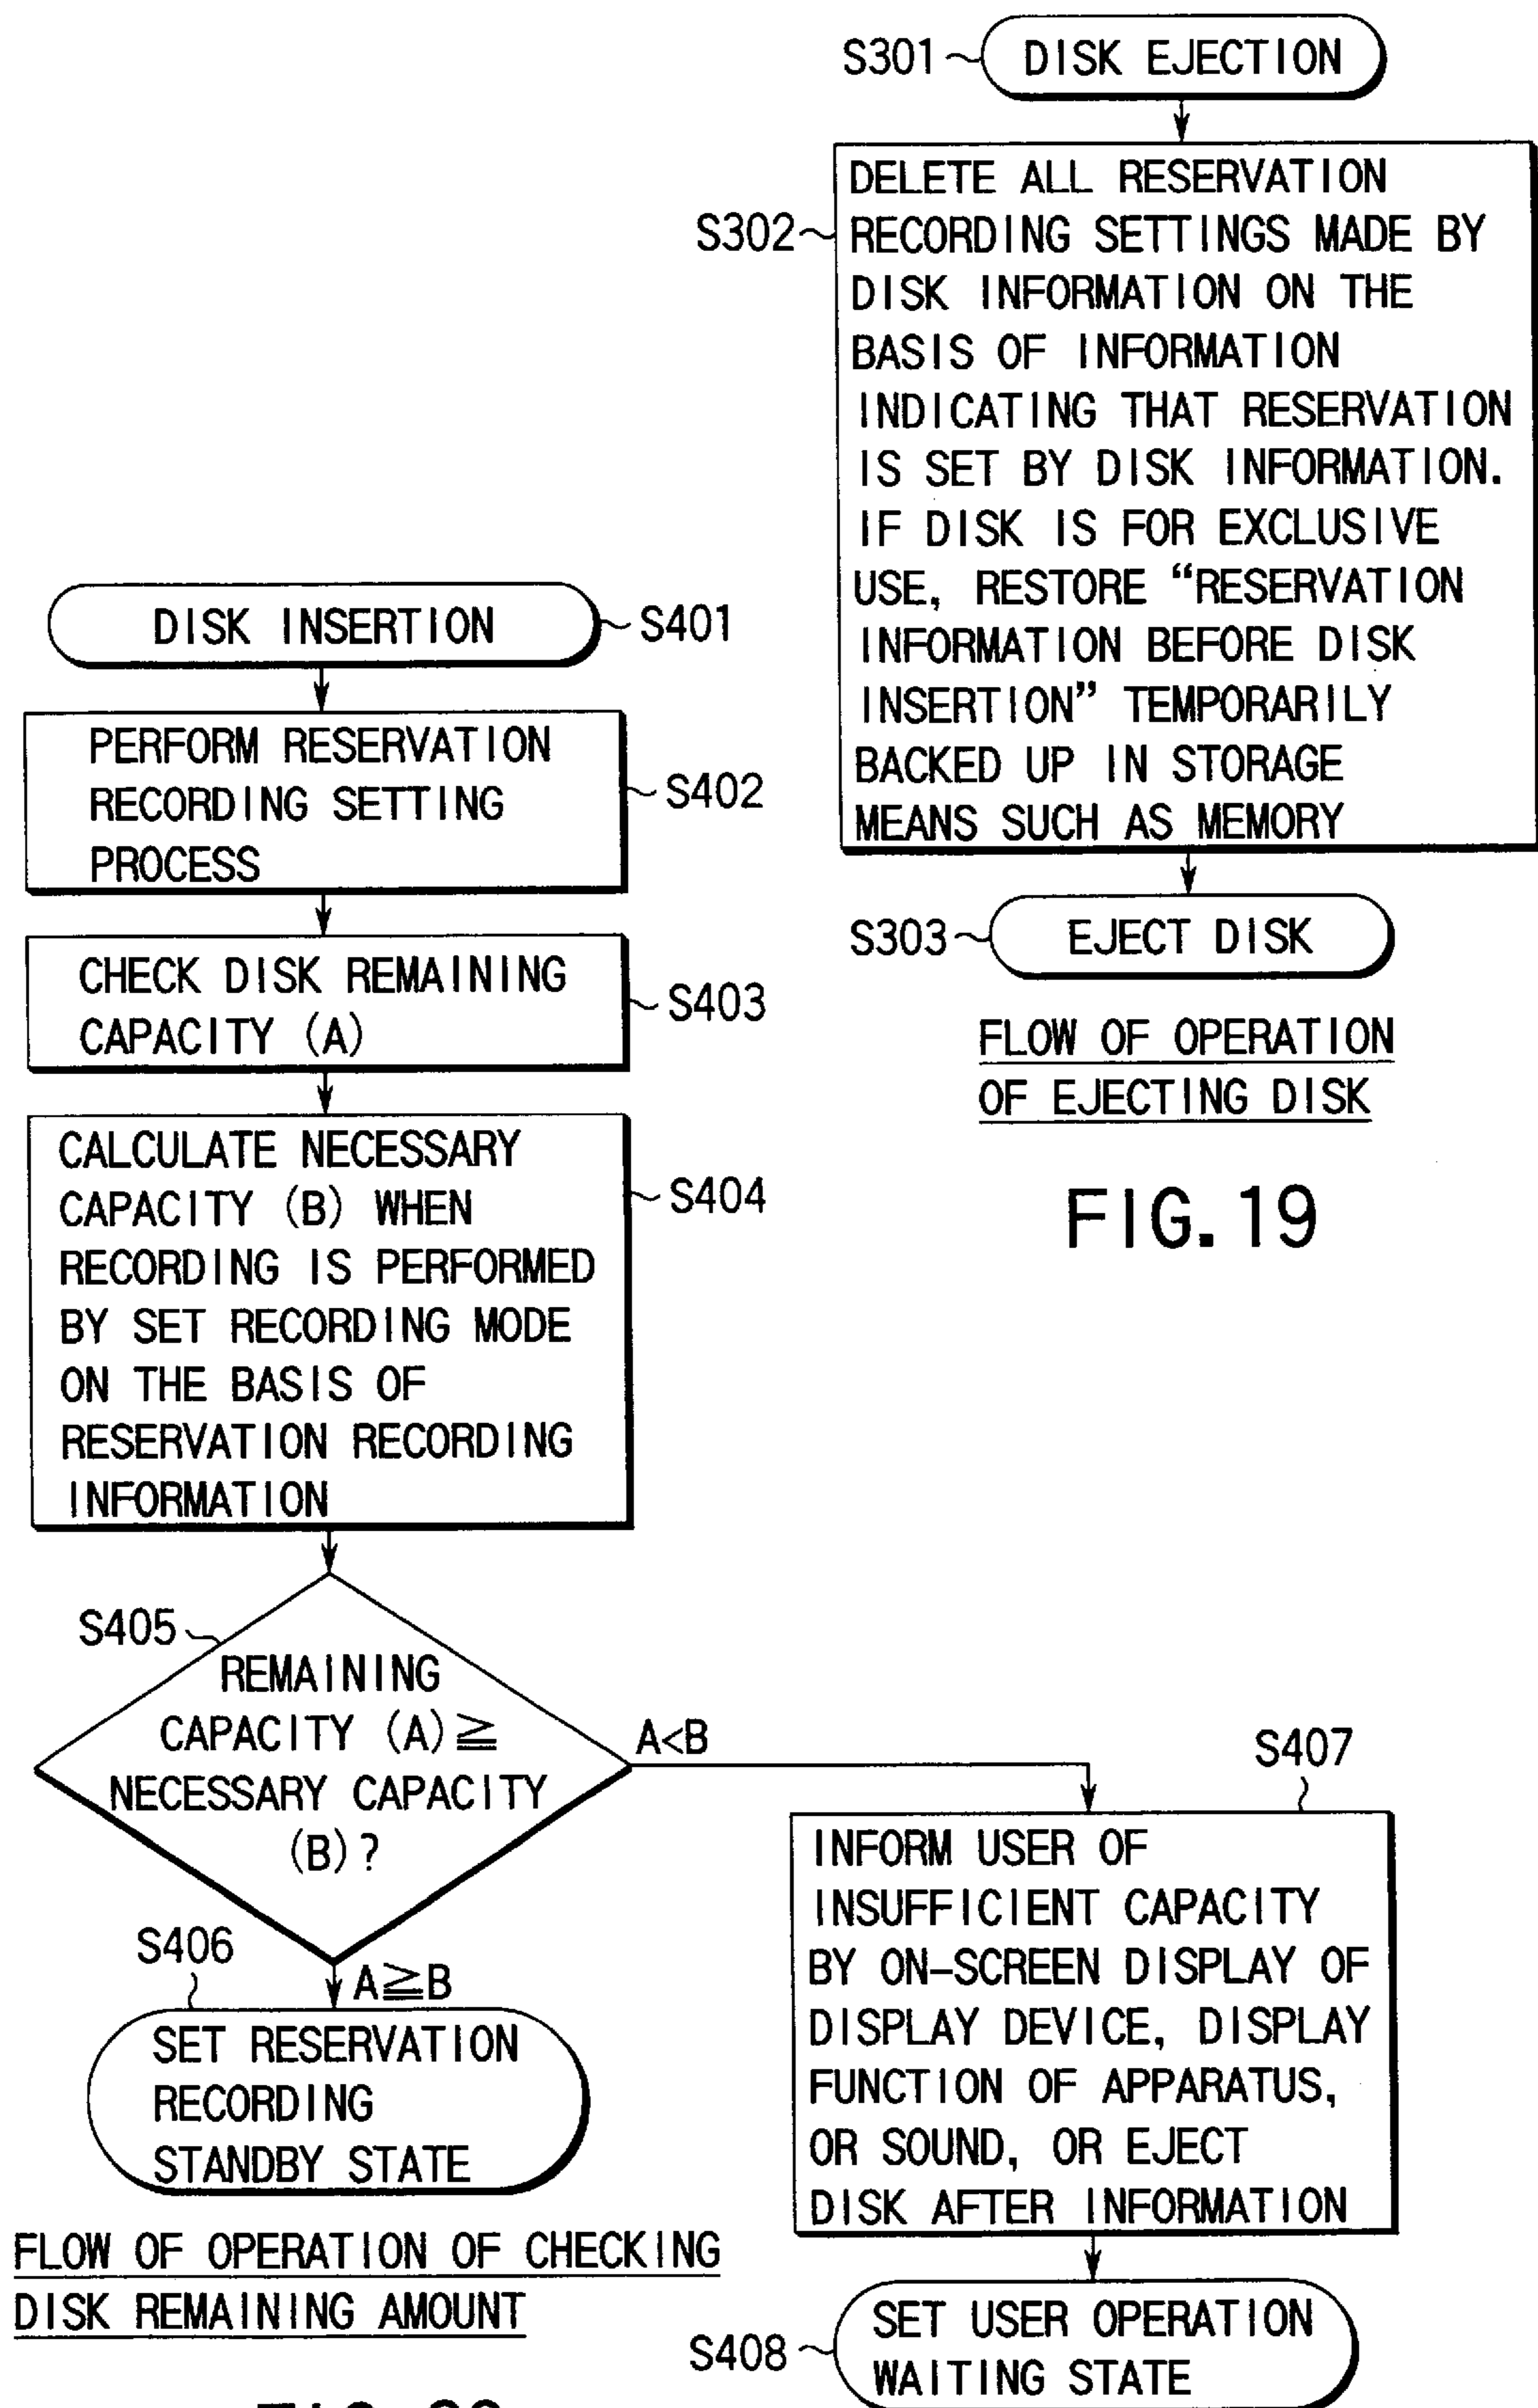 S301
DISK EJECTION
S302
DELETE ALL RESERVATION
RECORDING SETTINGS MADE BY
DISK INFORMATION ON THE
BASIS OF INFORMATION
INDICATING THAT RESERVATION
IS SET BY DISK INFORMATION.
IF DISK IS FOR EXCLUSIVE
USE, RESTORE “RESERVATION
INFORMATION BEFORE DISK
INSERTION” TEMPORARILY
BACKED UP IN STORAGE
MEANS SUCH AS MEMORY
S303
EJECT DISK
FLOW OF OPERATION
OF EJECTING DISK
FIG. 19
DISK INSERTION
S401
PERFORM RESERVATION
RECORDING SETTING
PROCESS
S402
CHECK DISK REMAINING
CAPACITY (A)
S403
CALCULATE NECESSARY
CAPACITY (B) WHEN
RECORDING IS PERFORMED
BY SET RECORDING MODE
ON THE BASIS OF
RESERVATION RECORDING
INFORMATION
S404
S405
REMAINING
CAPACITY (A) ≧
NECESSARY CAPACITY
(B)?
A<B
A≧B
S406
SET RESERVATION
RECORDING
STANDBY STATE
S407
INFORM USER OF
INSUFFICIENT CAPACITY
BY ON-SCREEN DISPLAY OF
DISPLAY DEVICE, DISPLAY
FUNCTION OF APPARATUS,
OR SOUND, OR EJECT
DISK AFTER INFORMATION
S408
SET USER OPERATION
WAITING STATE
FLOW OF OPERATION OF CHECKING
DISK REMAINING AMOUNT